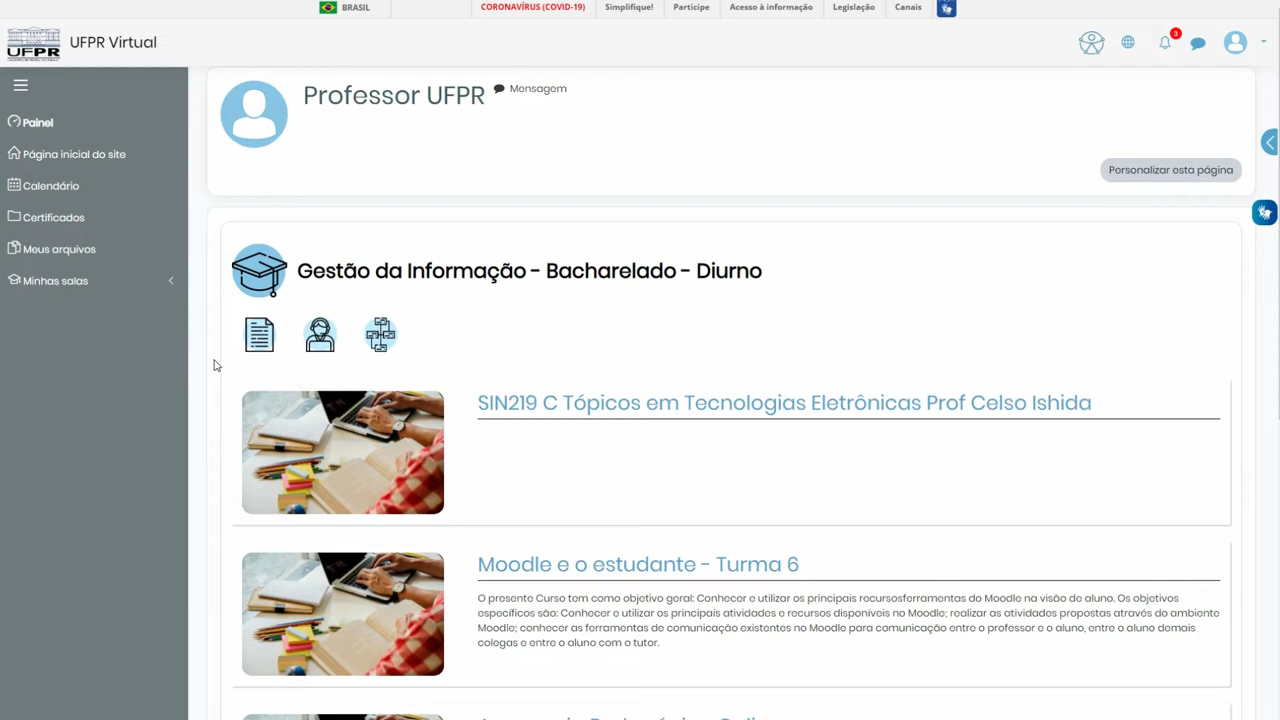 BRASIL
CORONAVÍRUS (COVID-19)
Simplifique!
Participe
Acesso à informação
Legislação
Canais
UFPR
UFPR Virtual
3
Painel
Página inicial do site
Calendário
Certificados
Meus arquivos
Minhas salas
Professor UFPR
Mensagem
Personalizar esta página
Gestão da Informação - Bacharelado - Diurno
SIN219 C Tópicos em Tecnologias Eletrônicas Prof Celso Ishida
Moodle e o estudante - Turma 6
O presente Curso tem como objetivo geral: Conhecer e utilizar os principais recursosferramentas do Moodle na visão de aluno. Os objetivos
específicos são: Conhecer e utilizar os principais atividades e recursos disponíveis no Moodle; realizar as atividades propostas através do ambiente
Moodle; conhecer as ferramentas de comunicação existentes no Moodle para comunicação entre o professor e o aluno, entre o aluno demais
colegas e entre o aluno com o tutor.